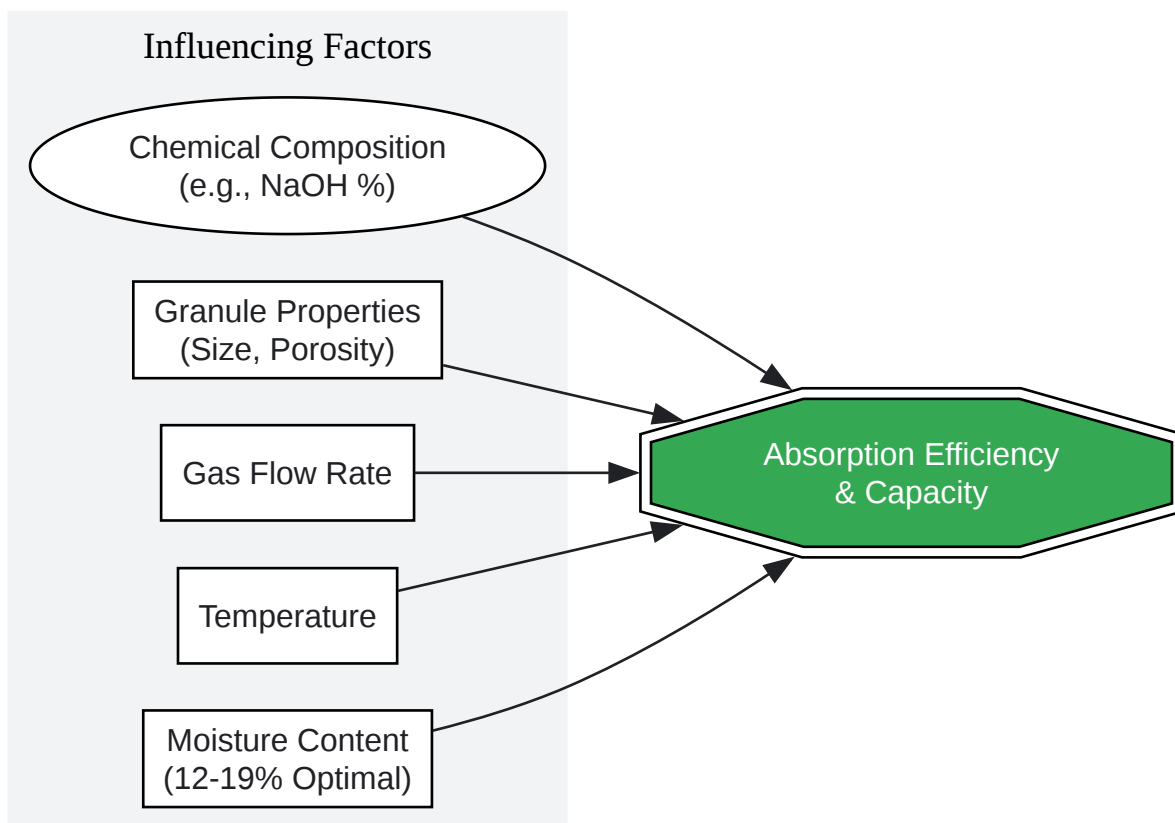 Influencing Factors
Chemical Composition
(e.g., NaOH %)
Granule Properties
(Size, Porosity)
Gas Flow Rate
Temperature
Moisture Content
(12-19% Optimal)
Absorption Efficiency
& Capacity